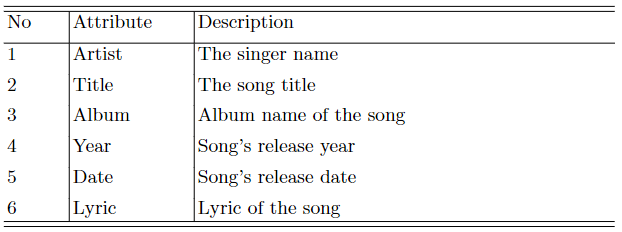 No Attribute Description
1 Artist The singer name
2 Title The song title
3 Album Album name of the song
4 Year Song's release year
5 Date Song's release date
6 Lyric Lyric of the song